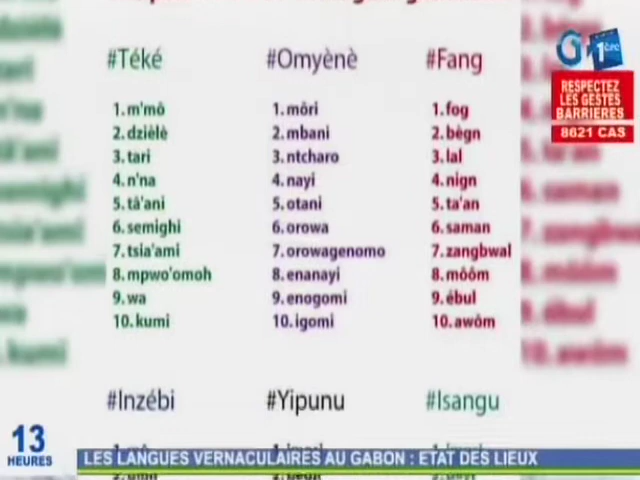 #Téké
1. m'mô
2. dzièlè
3. tari
4. n'na
5. tâ'ani
6. semighi
7. tsia'ami
8. mpwo'omoh
9. wa
10. kumi
#Omyènè
1. môri
2. mbani
3. ntcharo
4. nayi
5. otani
6. orowa
7. orowagenomo
8. enanayi
9. enogomi
10. igomi
#Fang
1. fog
2. bègn
3. lal
4. nign
5. ta'an
6. saman
7. zangbwal
8. môôm
9. ébul
10. awôm
#Inzébi
#Yipunu
#Isangu
G 1ère
RESPECTEZ
LES GESTES
BARRIERES
8621 CAS
13
HEURES
LES LANGUES VERNACULAIRES AU GABON : ETAT DES LIEUX